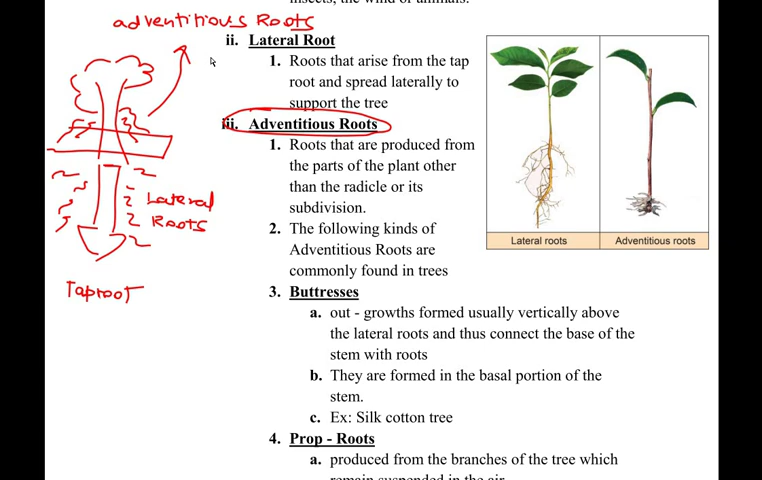 insects, the wind or animals.
adventitious Roots
ii. Lateral Root
1. Roots that arise from the tap
root and spread laterally to
support the tree
iii. Adventitious Roots
1. Roots that are produced from
the parts of the plant other
than the radicle or its
subdivision.
2. The following kinds of
Adventitious Roots are
commonly found in trees
3. Buttresses
a. out - growths formed usually vertically above
the lateral roots and thus connect the base of the
stem with roots
b. They are formed in the basal portion of the
stem.
c. Ex: Silk cotton tree
4. Prop - Roots
a. produced from the branches of the tree which
remain suspended in the air
Lateral
Roots
Taproot
Lateral roots
Adventitious roots